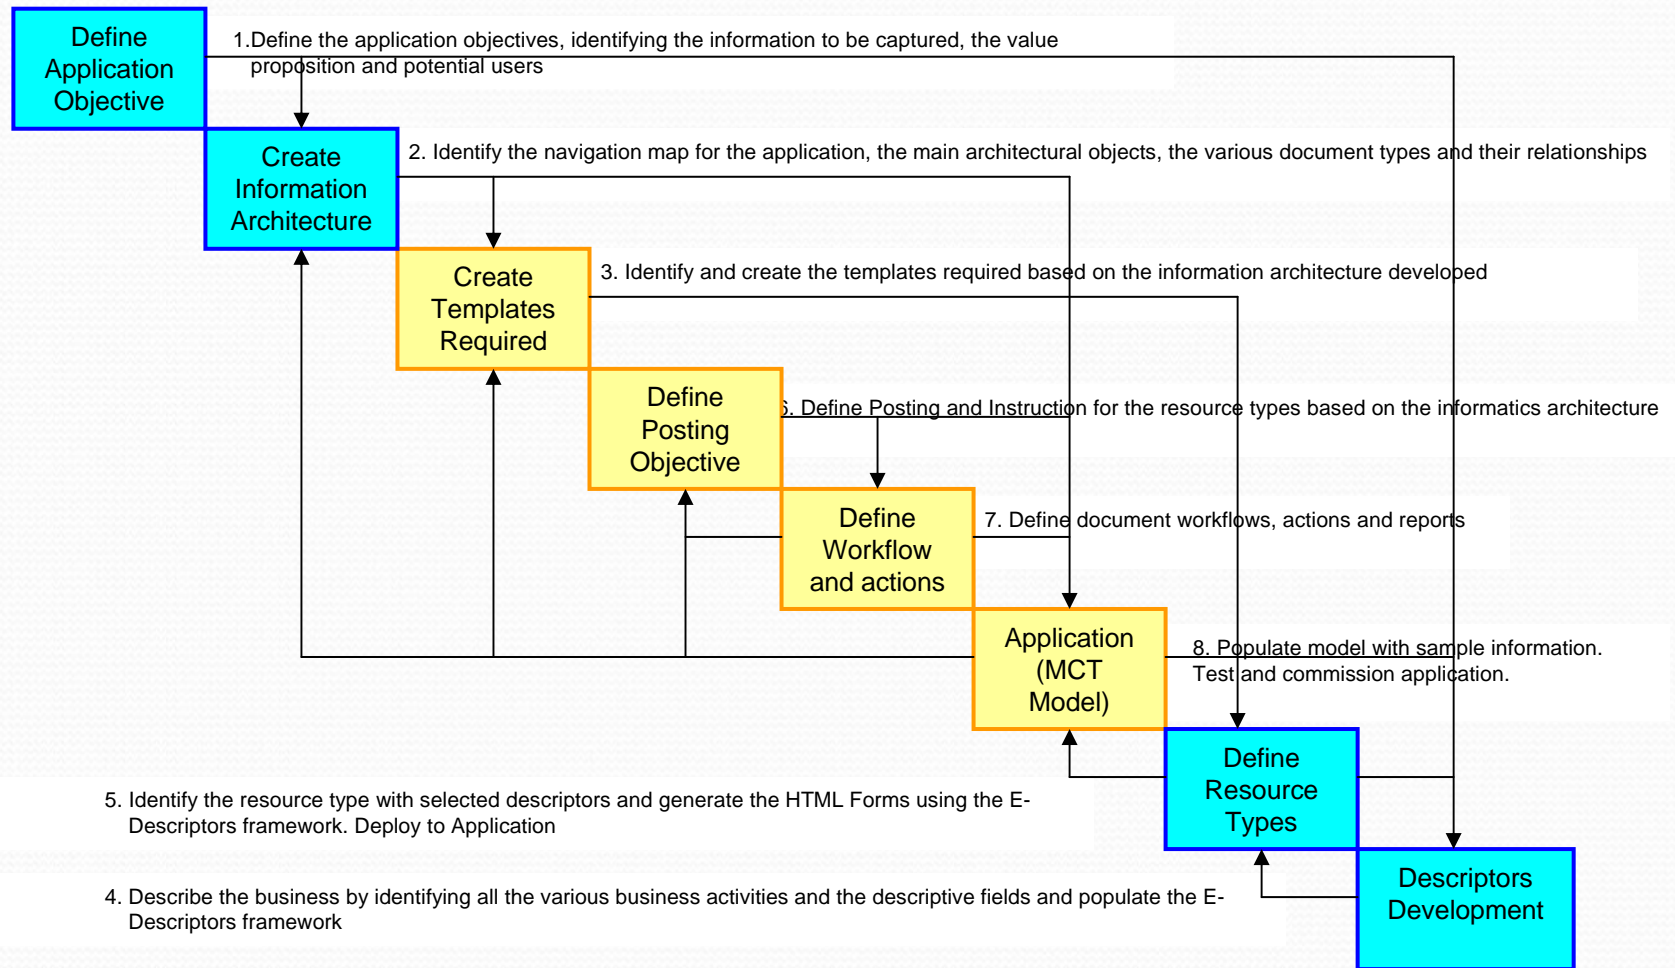 Define
Application
Objective
1.Define the application objectives, identifying the information to be captured, the value
proposition and potential users
Create
Information
Architecture
2. Identify the navigation map for the application, the main architectural objects, the various document types and their relationships
Create
Templates
Required
3. Identify and create the templates required based on the information architecture developed
Define
Posting
Objective
6. Define Posting and Instruction for the resource types based on the informatics architecture
Define
Workflow
and actions
7. Define document workflows, actions and reports
Application
(MCT
Model)
8. Populate model with sample information.
Test and commission application.
Define
Resource
Types
5. Identify the resource type with selected descriptors and generate the HTML Forms using the E-
Descriptors framework. Deploy to Application
Descriptors
Development
4. Describe the business by identifying all the various business activities and the descriptive fields and populate the E-
Descriptors framework